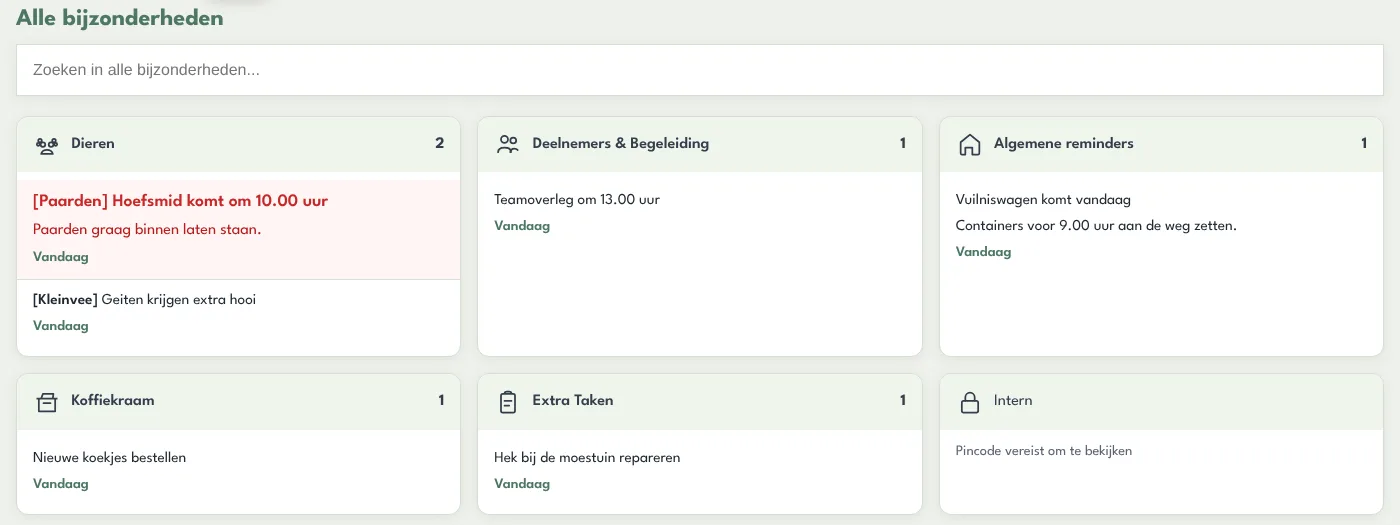 Alle bijzonderheden
Zoeken in alle bijzonderheden...
Dieren 2
[Paarden] Hoefsmid komt om 10.00 uur
Paarden graag binnen laten staan.
Vandaag
[Kleinvee] Geiten krijgen extra hooi
Vandaag
Deelnemers & Begeleiding 1
Teamoverleg om 13.00 uur
Vandaag
Algemene reminders 1
Vuilniswagen komt vandaag
Containers voor 9.00 uur aan de weg zetten.
Vandaag
Koffiekraam 1
Nieuwe koekjes bestellen
Vandaag
Extra Taken 1
Hek bij de moestuin repareren
Vandaag
Intern
Pincode vereist om te bekijken